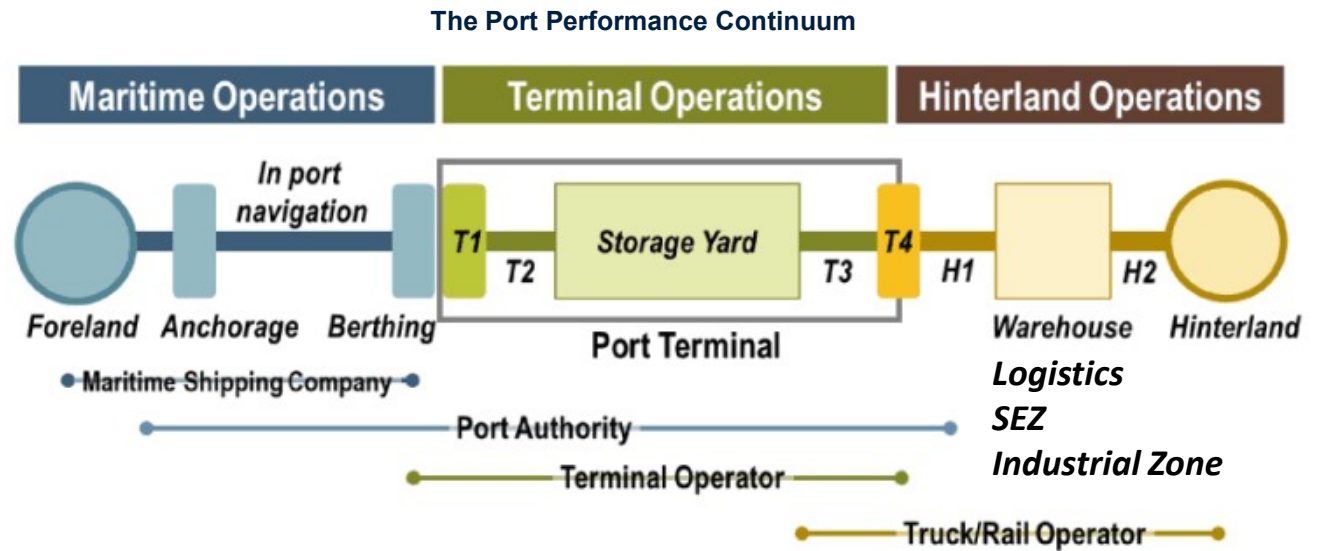 The Port Performance Continuum
Maritime Operations
Terminal Operations
Hinterland Operations
In port
navigation
T1
T2
Storage Yard
T3
T4
H1
H2
Foreland
Anchorage
Berthing
Port Terminal
Warehouse
Hinterland
Logistics
SEZ
Industrial Zone
Maritime Shipping Company
Port Authority
Terminal Operator
Truck/Rail Operator